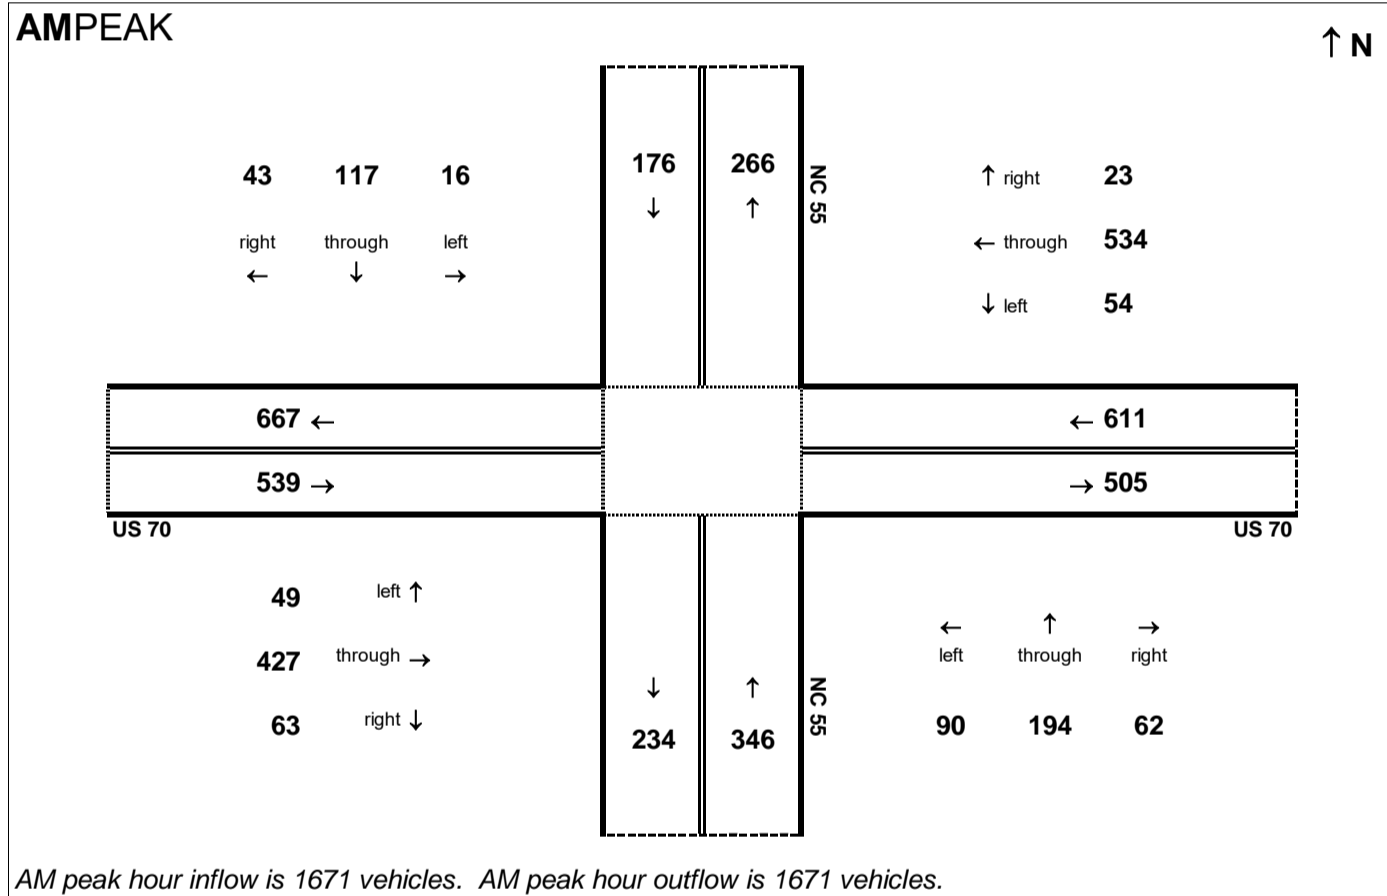 AMPEAK
↑ N
43 117 16
right through left
← ↓ →
176 266
↓ ↑
NC 55
↑ right 23
← through 534
↓ left 54
667 ←
539 →
US 70
← 611
→ 505
US 70
49 left ↑
427 through →
63 right ↓
↓ ↑
234 346
NC 55
← ↑ →
left through right
90 194 62
AM peak hour inflow is 1671 vehicles. AM peak hour outflow is 1671 vehicles.